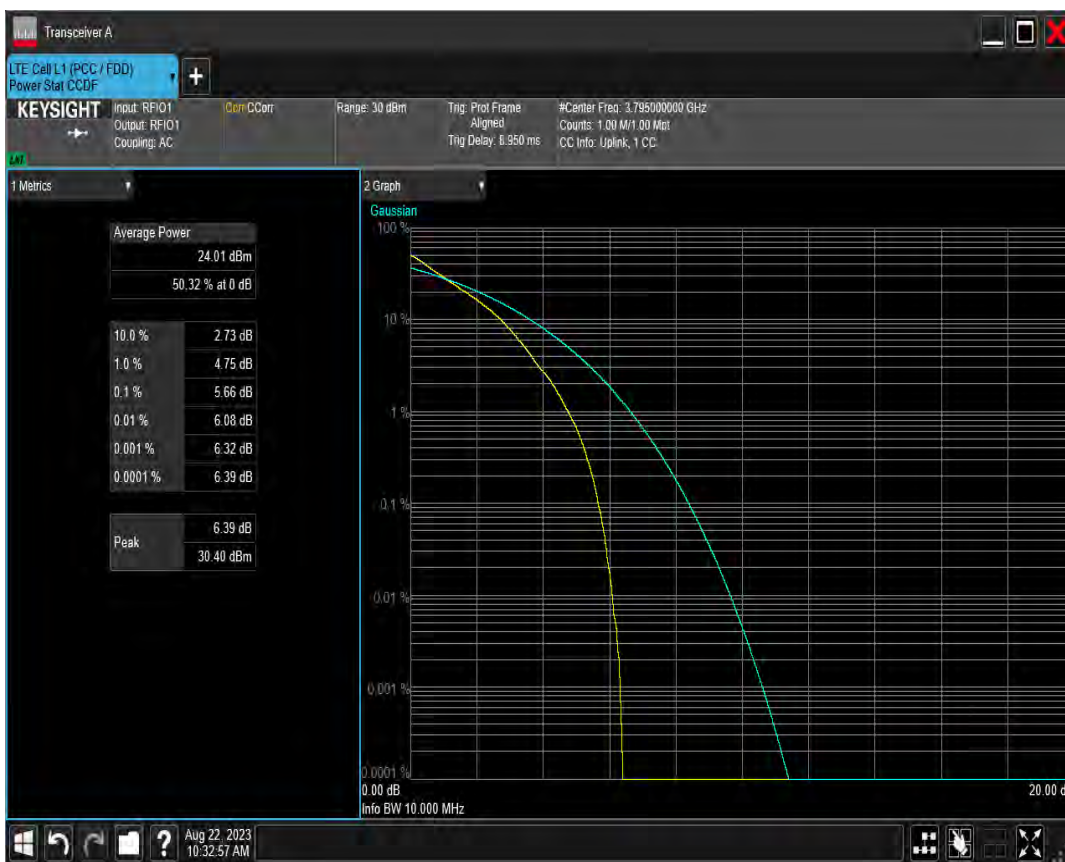 Transceiver A
LTE Cell L1 (PCC / FDD)
Power Stat CCDF
+
KEYSIGHT
LNI
Input: RFIO1
Output: RFIO1
Coupling: AC
Corr CCorr
Range: 30 dBm
Trig: Prot Frame
Aligned
Trig Delay: 6.950 ms
#Center Freq: 3.795000000 GHz
Counts: 1.00 M/1.00 Mpt
CC Info: Uplink, 1 CC
1 Metrics
Average Power
24.01 dBm
50.32 % at 0 dB
10.0 % 2.73 dB
1.0 % 4.75 dB
0.1 % 5.66 dB
0.01 % 6.08 dB
0.001 % 6.32 dB
0.0001 % 6.39 dB
Peak
6.39 dB
30.40 dBm
2 Graph
Gaussian
100 %
10 %
1 %
0.1 %
0.01 %
0.001 %
0.0001 %
0.00 dB
20.00 d
Info BW 10.000 MHz
?
Aug 22, 2023
10:32:57 AM